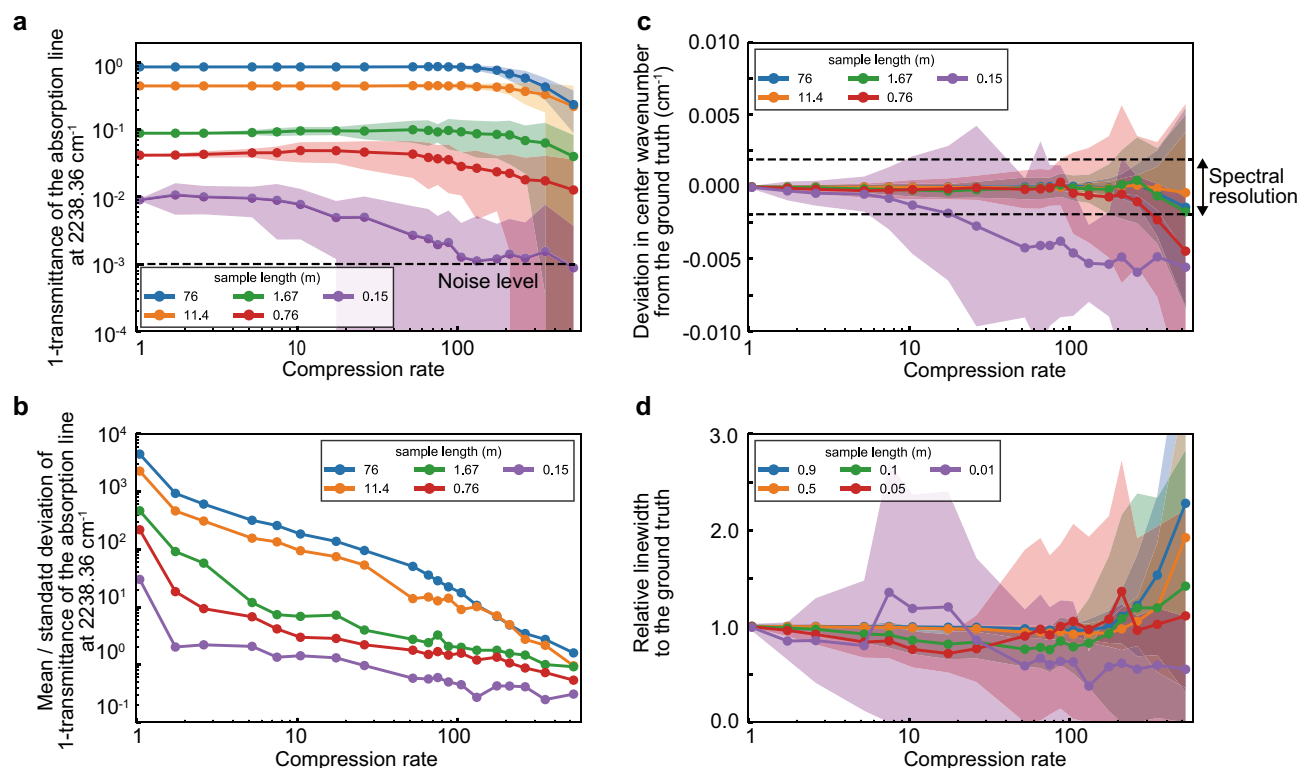 a
1-transmittance of the absorption line
at 2238.36 cm⁻¹
10⁰
10⁻¹
10⁻²
10⁻³
10⁻⁴
Noise level
sample length (m)
76 1.67 0.15
11.4 0.76
1 10 100
Compression rate
c
Deviation in center wavenumber
from the ground truth (cm⁻¹)
0.010
0.005
0.000
-0.005
-0.010
sample length (m)
76 1.67 0.15
11.4 0.76
Spectral
resolution
1 10 100
Compression rate
b
Mean / standatd deviation of
1-transmittance of the absorption line
at 2238.36 cm⁻¹
10⁴
10³
10²
10¹
10⁰
10⁻¹
sample length (m)
76 1.67 0.15
11.4 0.76
1 10 100
Compression rate
d
Relative linewidth
to the ground truth
3.0
2.0
1.0
0.0
sample length (m)
0.9 0.1 0.01
0.5 0.05
1 10 100
Compression rate